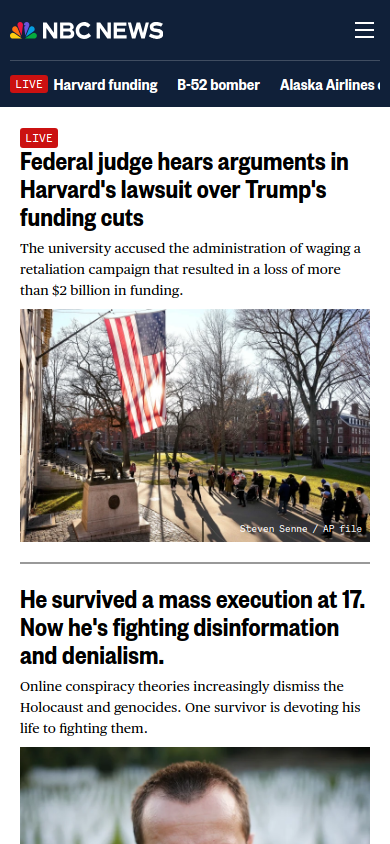 NBC NEWS
LIVE Harvard funding B-52 bomber Alaska Airlines
LIVE
Federal judge hears arguments in
Harvard's lawsuit over Trump's
funding cuts
The university accused the administration of waging a
retaliation campaign that resulted in a loss of more
than $2 billion in funding.
Steven Senne / AP file
He survived a mass execution at 17.
Now he's fighting disinformation
and denialism.
Online conspiracy theories increasingly dismiss the
Holocaust and genocides. One survivor is devoting his
life to fighting them.